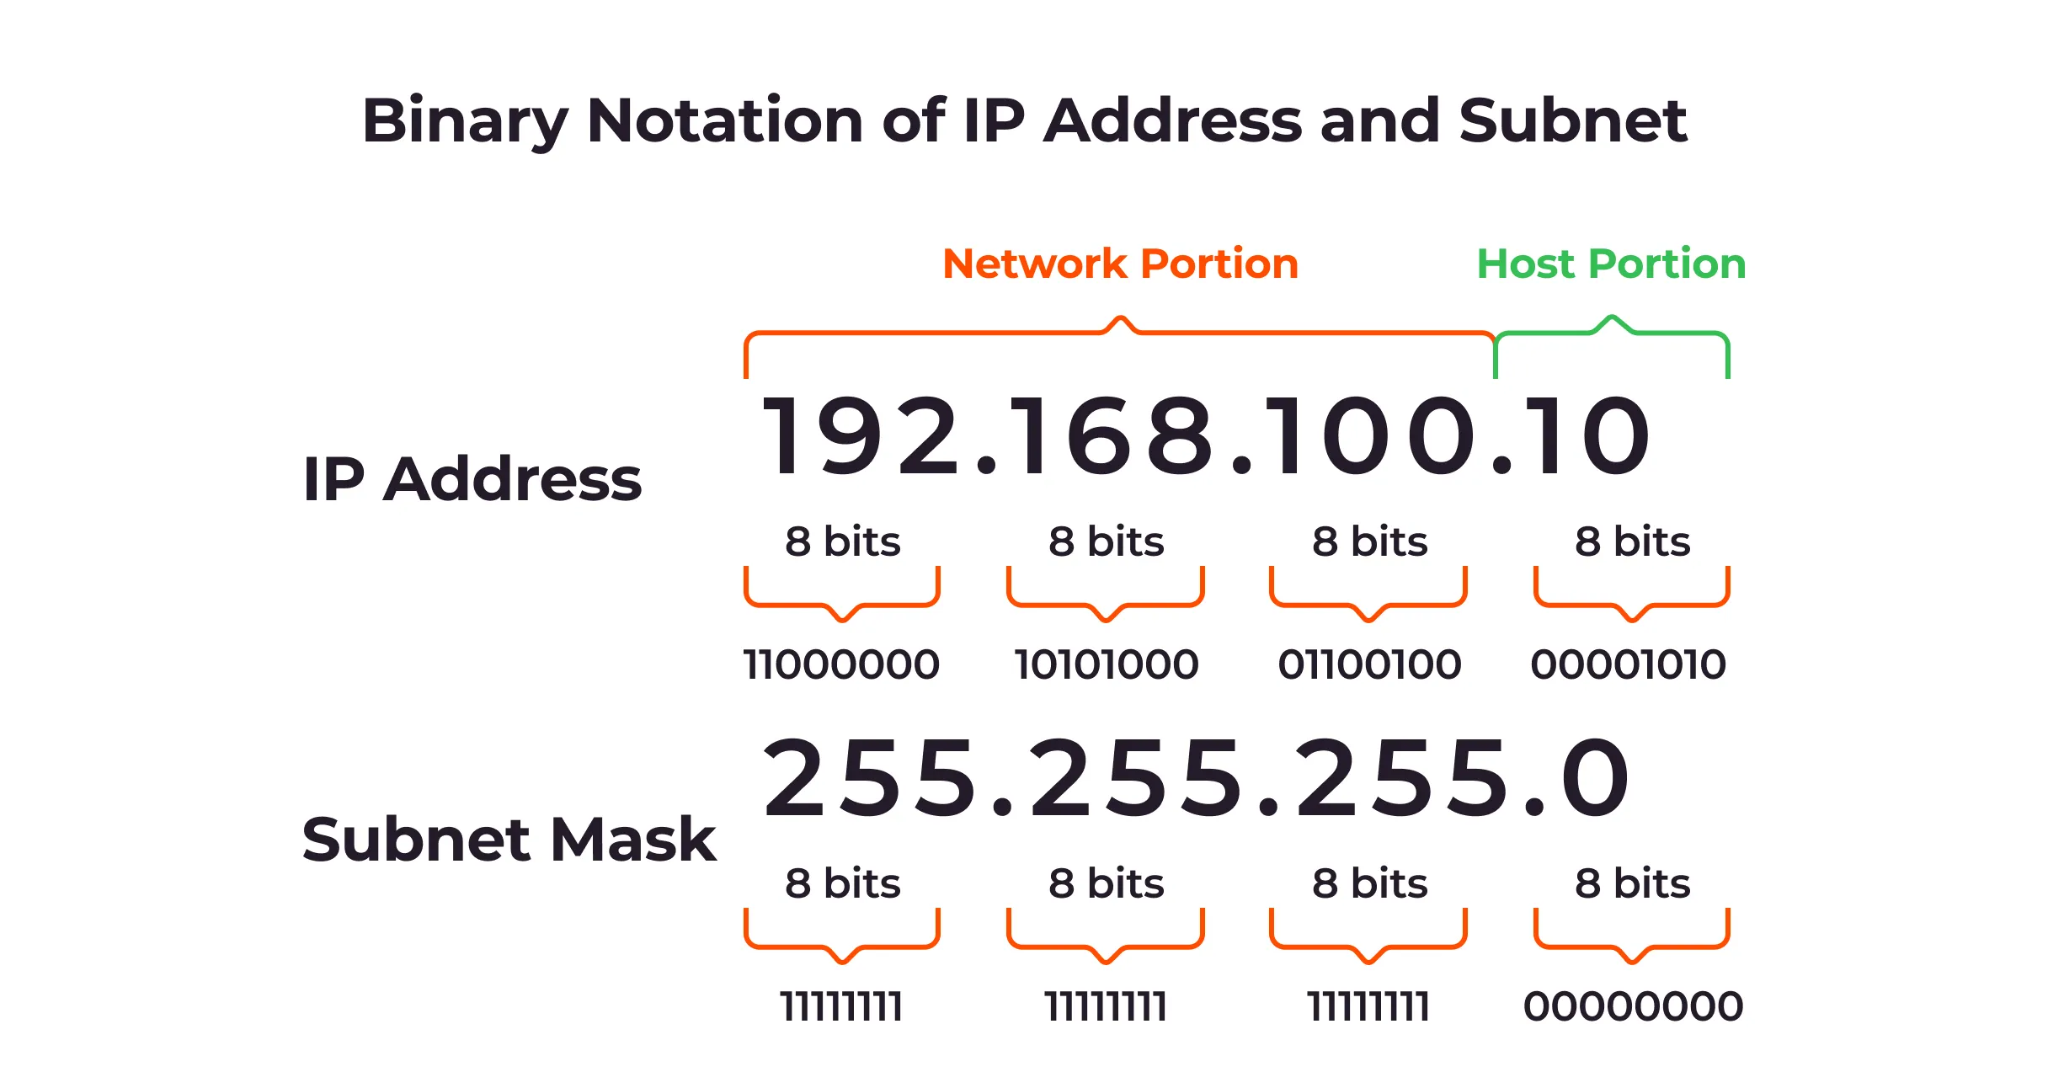 Binary Notation of IP Address and Subnet
Network Portion Host Portion
IP Address 192.168.100.10
8 bits 8 bits 8 bits 8 bits
11000000 10101000 01100100 00001010
Subnet Mask 255.255.255.0
8 bits 8 bits 8 bits 8 bits
11111111 11111111 11111111 00000000